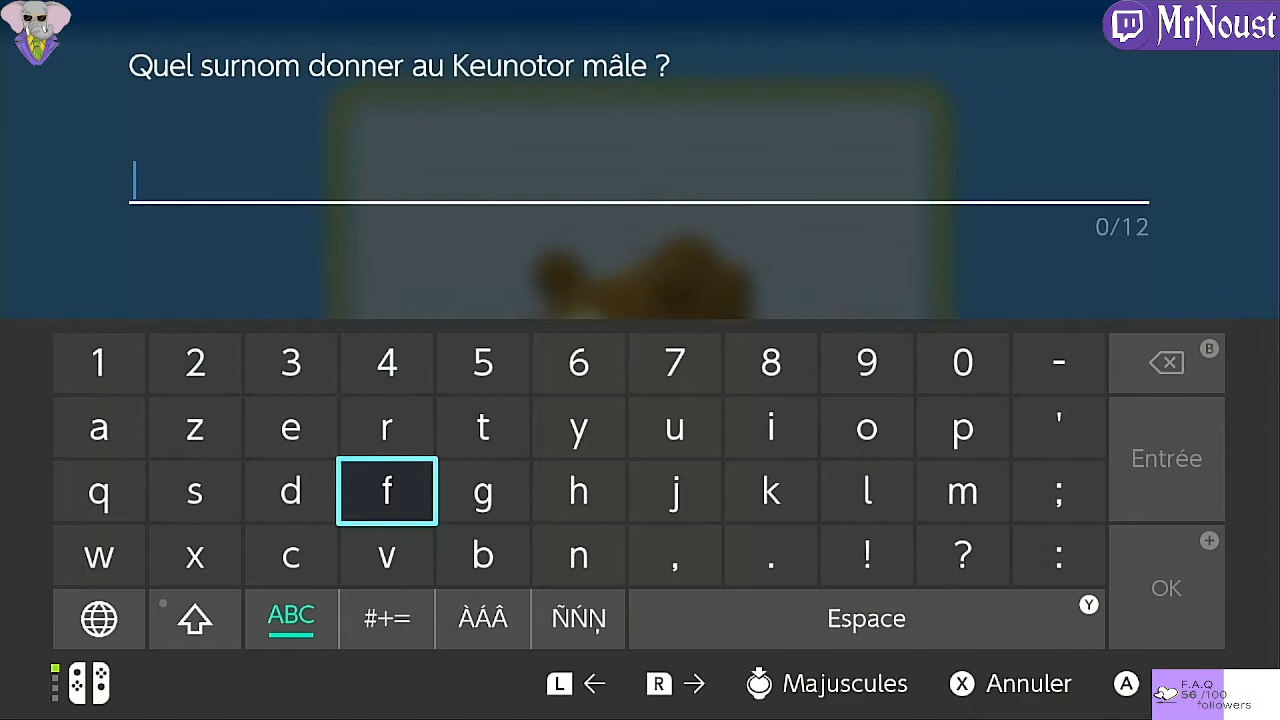 MrNoust
Quel surnom donner au Keunotor mâle ?
0/12
1 2 3 4 5 6 7 8 9 0 - B
a z e r t y u i o p '
Entrée
q s d f g h j k l m ;
w x c v b n , . ! ? : +
OK
ABC #+= ÀÁÂ ÑŃŅ Espace Y
L ← R → Majuscules X Annuler A
F.A.Q
56 /100
followers